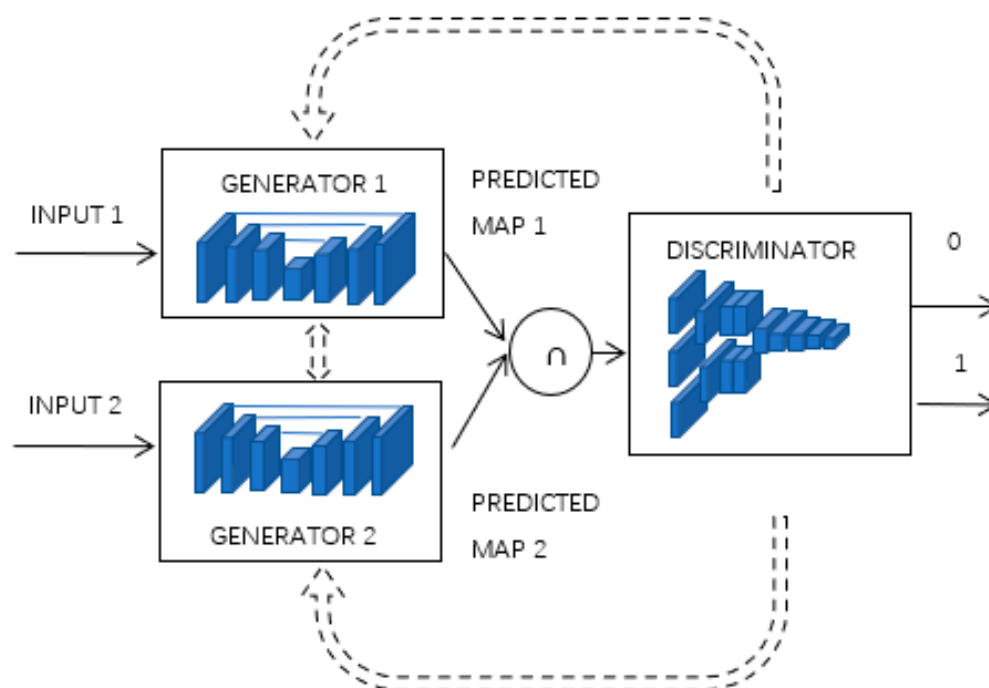 GENERATOR 1
PREDICTED
MAP 1
INPUT 1
DISCRIMINATOR
0
∩
1
INPUT 2
PREDICTED
MAP 2
GENERATOR 2